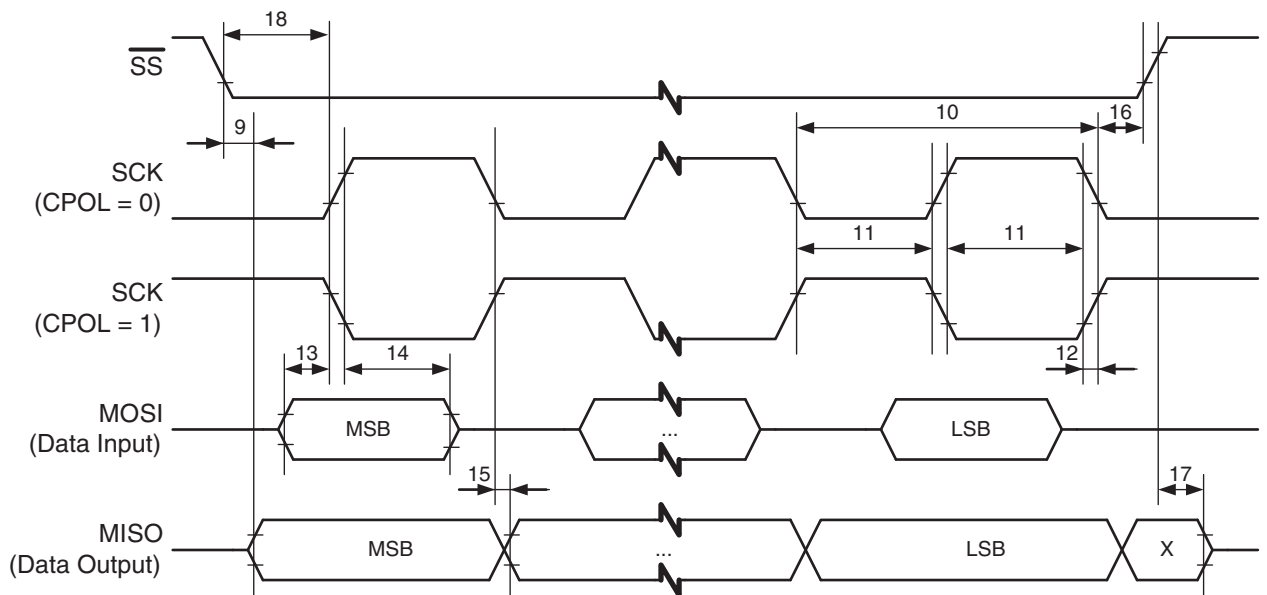 18
SS
9
10
16
SCK
(CPOL = 0)
11
11
SCK
(CPOL = 1)
13
14
12
MOSI
(Data Input)
MSB
...
LSB
15
17
MISO
(Data Output)
MSB
...
LSB
X